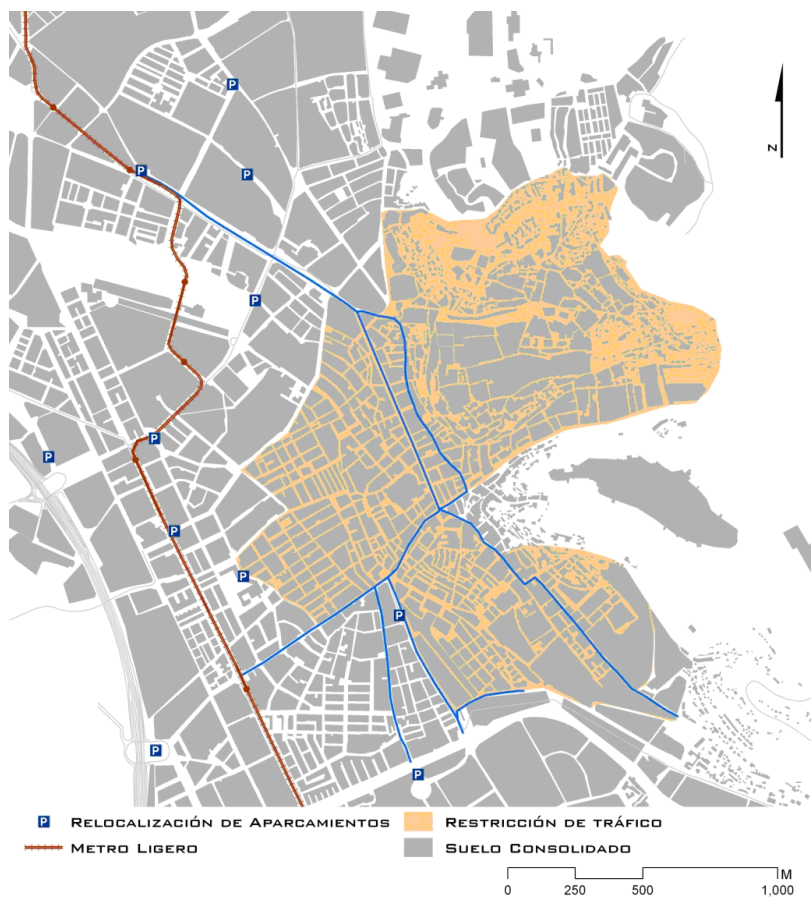 P
P
P
N
P
P
P
P
P
P
P
P
P RELOCALIZACIÓN DE APARCAMIENTOS
RESTRICCIÓN DE TRÁFICO
METRO LIGERO
SUELO CONSOLIDADO
M
0 250 500 1,000